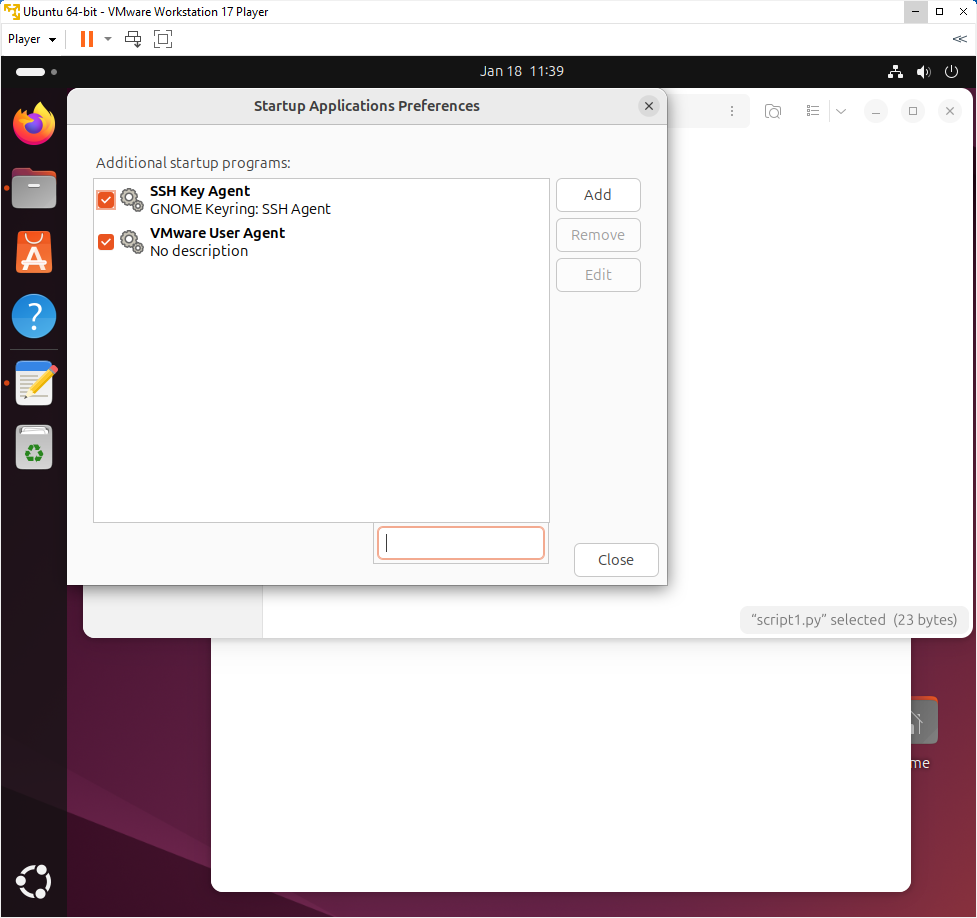 Ubuntu 64-bit - VMware Workstation 17 Player
Player
Jan 18 11:39
Startup Applications Preferences
Additional startup programs:
SSH Key Agent
GNOME Keyring: SSH Agent
VMware User Agent
No description
Add
Remove
Edit
Close
“script1.py” selected (23 bytes)
me